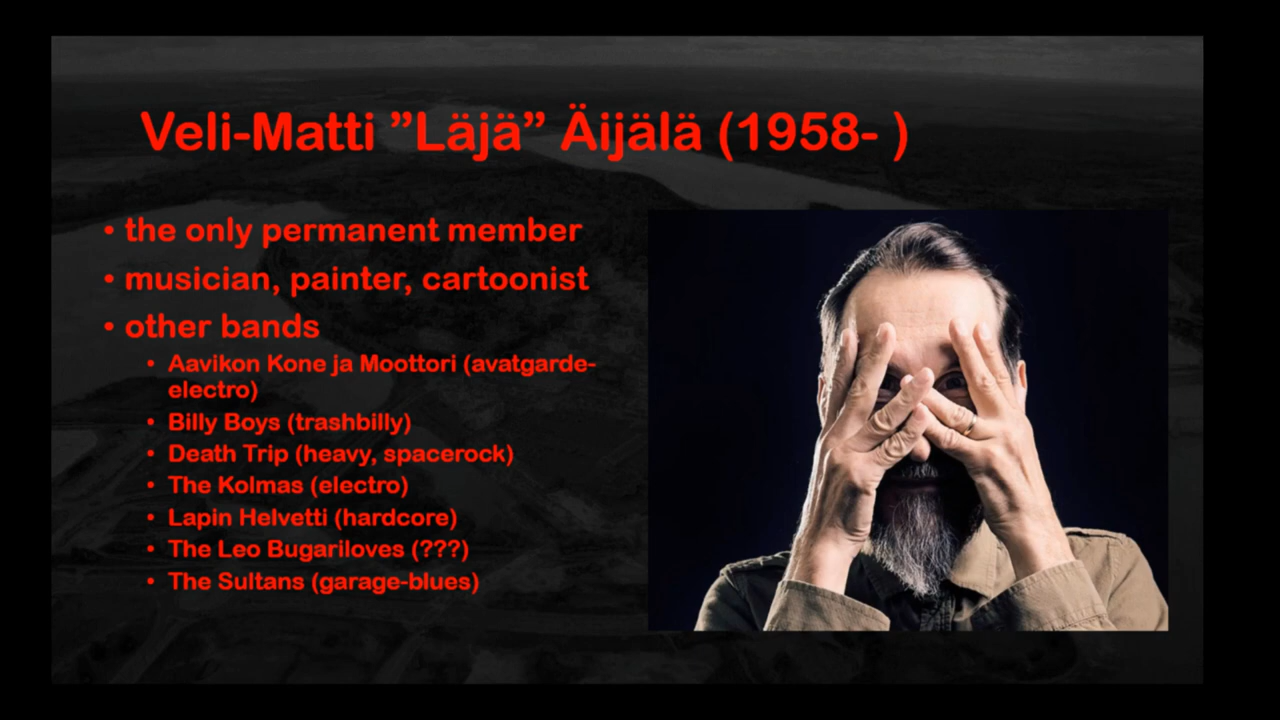 Veli-Matti ”Läjä” Äijälä (1958- )
• the only permanent member
• musician, painter, cartoonist
• other bands
• Aavikon Kone ja Moottori (avatgarde-
electro)
• Billy Boys (trashbilly)
• Death Trip (heavy, spacerock)
• The Kolmas (electro)
• Lapin Helvetti (hardcore)
• The Leo Bugariloves (???)
• The Sultans (garage-blues)